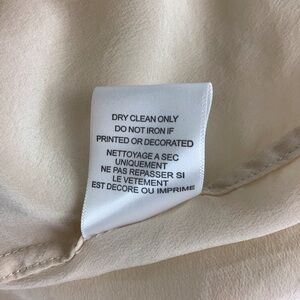 DRY CLEAN ONLY
DO NOT IRON IF
PRINTED OR DECORATED
NETTOYAGE A SEC
UNIQUEMENT
NE PAS REPASSER SI
LE VETEMENT
EST DECORE OU IMPRIME